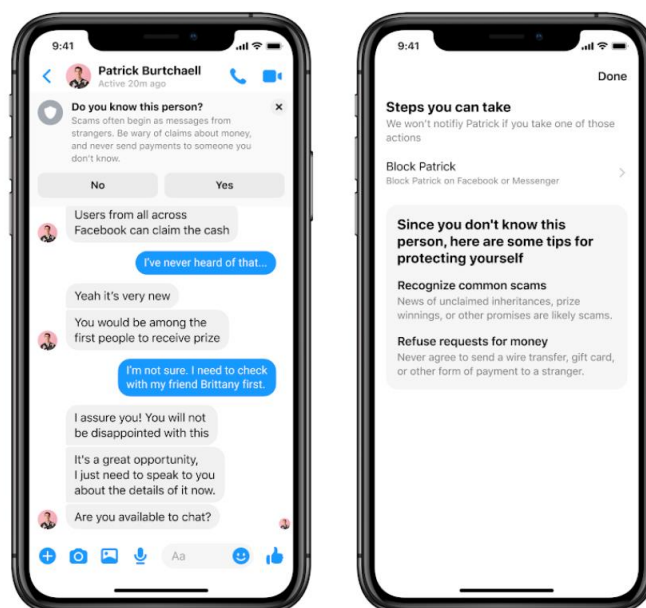 9:41
Patrick Burtchaell
Active 20m ago
Do you know this person?
Scams often begin as messages from
strangers. Be wary of claims about money,
and never send payments to someone you
don't know.
No
Yes
Users from all across
Facebook can claim the cash
I've never heard of that...
Yeah it's very new
You would be among the
first people to receive prize
I'm not sure. I need to check
with my friend Brittany first.
I assure you! You will not
be disappointed with this
It's a great opportunity,
I just need to speak to you
about the details of it now.
Are you available to chat?
Aa
9:41
Done
Steps you can take
We won't notifiy Patrick if you take one of those
actions
Block Patrick
Block Patrick on Facebook or Messenger
Since you don't know this
person, here are some tips for
protecting yourself
Recognize common scams
News of unclaimed inheritances, prize
winnings, or other promises are likely scams.
Refuse requests for money
Never agree to send a wire transfer, gift card,
or other form of payment to a stranger.